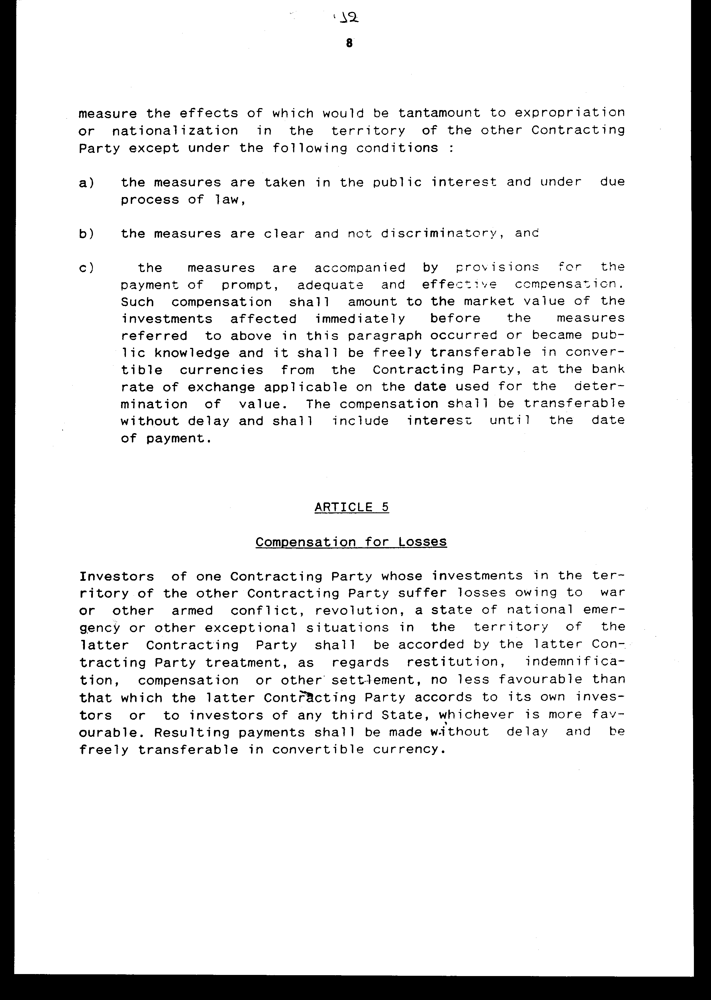 12
8
measure the effects of which would be tantamount to expropriation
or nationalization in the territory of the other Contracting
Party except under the following conditions :
a) the measures are taken in the public interest and under due
process of law,
b) the measures are clear and not discriminatory, and
c) the measures are accompanied by provisions for the
payment of prompt, adequate and effective compensation.
Such compensation shall amount to the market value of the
investments affected immediately before the measures
referred to above in this paragraph occurred or became pub-
lic knowledge and it shall be freely transferable in conver-
tible currencies from the Contracting Party, at the bank
rate of exchange applicable on the date used for the deter-
mination of value. The compensation shall be transferable
without delay and shall include interest until the date
of payment.
ARTICLE 5
Compensation for Losses
Investors of one Contracting Party whose investments in the ter-
ritory of the other Contracting Party suffer losses owing to war
or other armed conflict, revolution, a state of national emer-
gency or other exceptional situations in the territory of the
latter Contracting Party shall be accorded by the latter Con-
tracting Party treatment, as regards restitution, indemnifica-
tion, compensation or other settlement, no less favourable than
that which the latter Contracting Party accords to its own inves-
tors or to investors of any third State, whichever is more fav-
ourable. Resulting payments shall be made without delay and be
freely transferable in convertible currency.